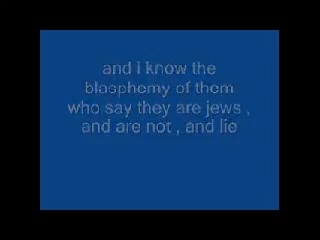 and i know the
blasphemy of them
who say they are jews ,
and are not , and lie